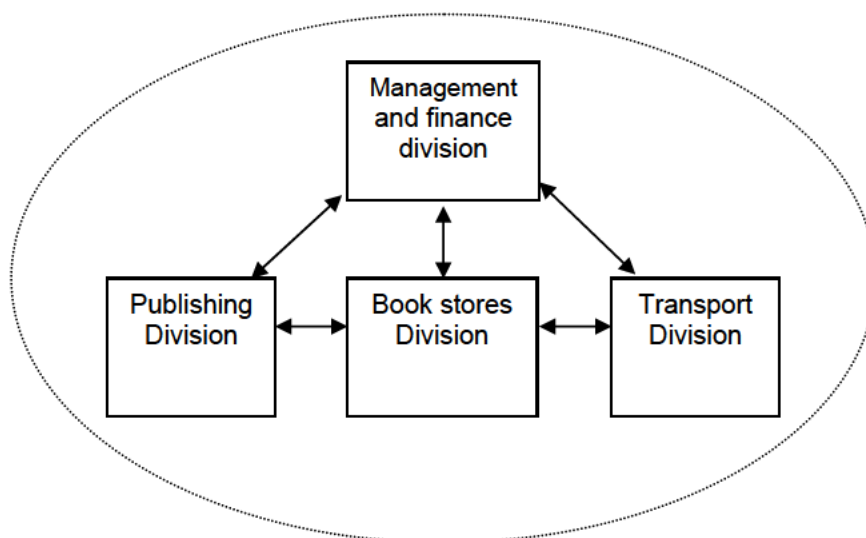 Management
and finance
division
Publishing
Division
Book stores
Division
Transport
Division